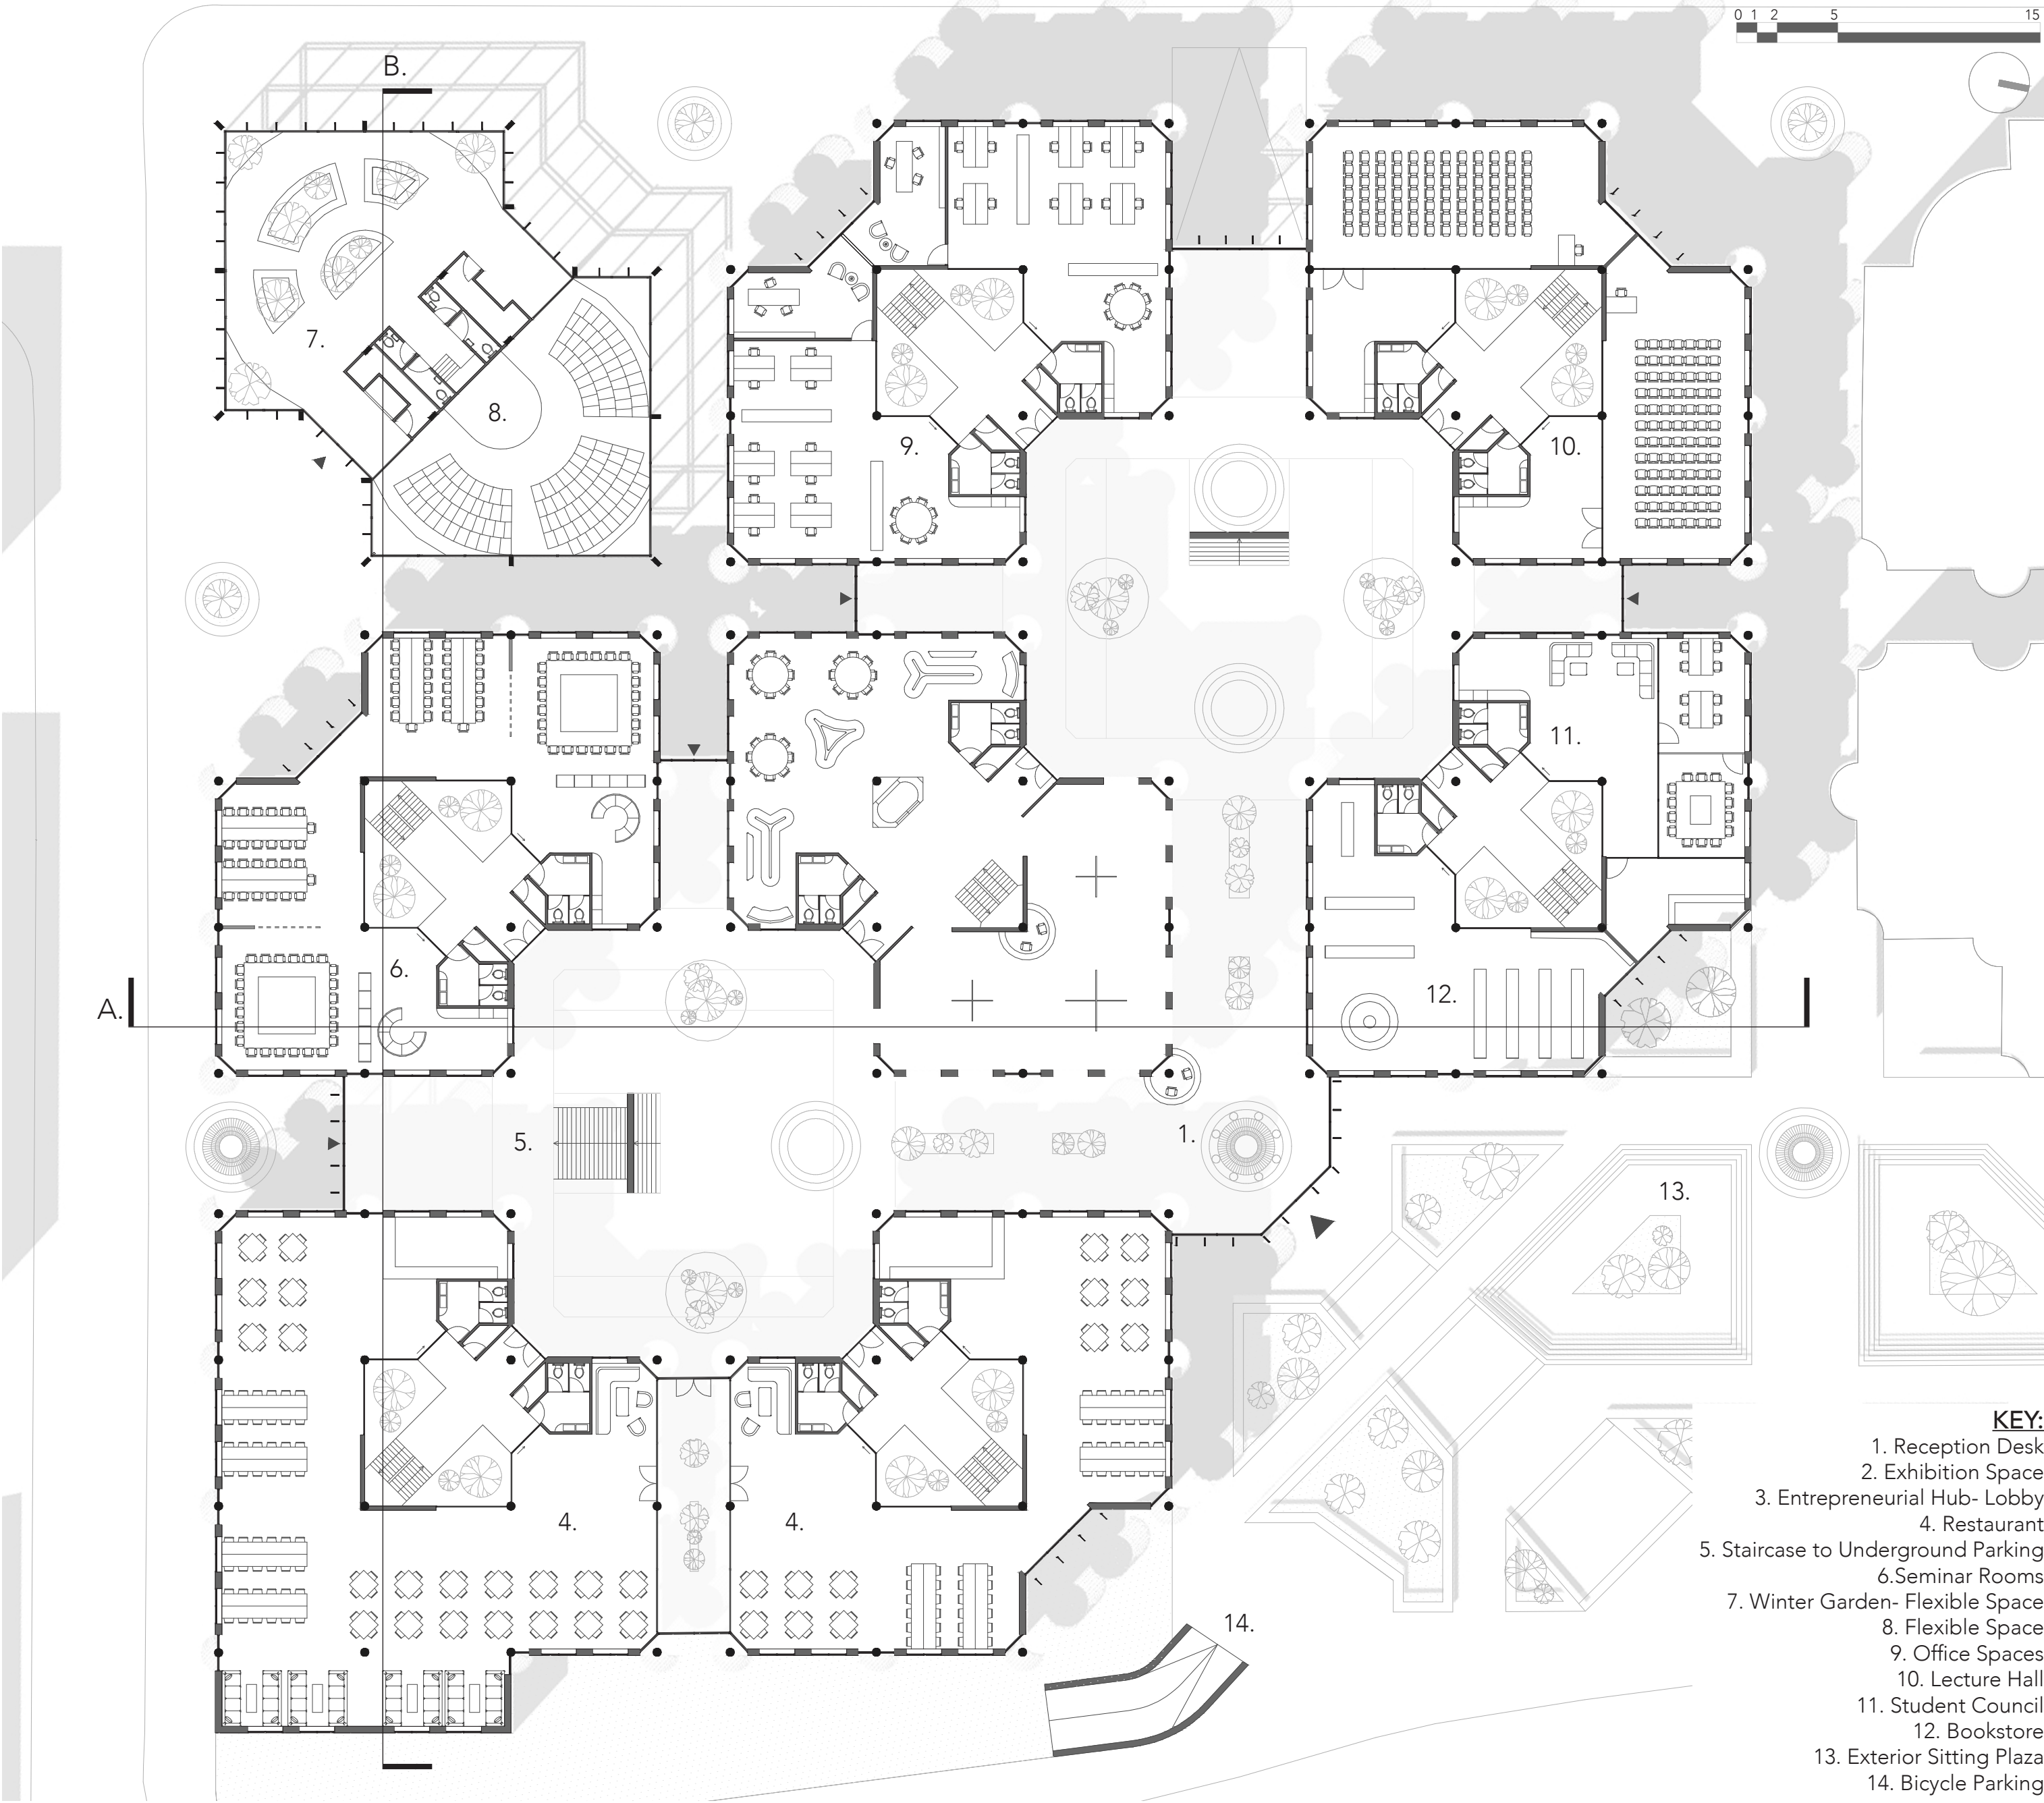 0 1 2 5 15
B.
7.
8.
9.
10.
11.
6.
12.
A.
5.
1.
13.
4.
4.
14.
KEY:
1. Reception Desk
2. Exhibition Space
3. Entrepreneurial Hub- Lobby
4. Restaurant
5. Staircase to Underground Parking
6.Seminar Rooms
7. Winter Garden- Flexible Space
8. Flexible Space
9. Office Spaces
10. Lecture Hall
11. Student Council
12. Bookstore
13. Exterior Sitting Plaza
14. Bicycle Parking